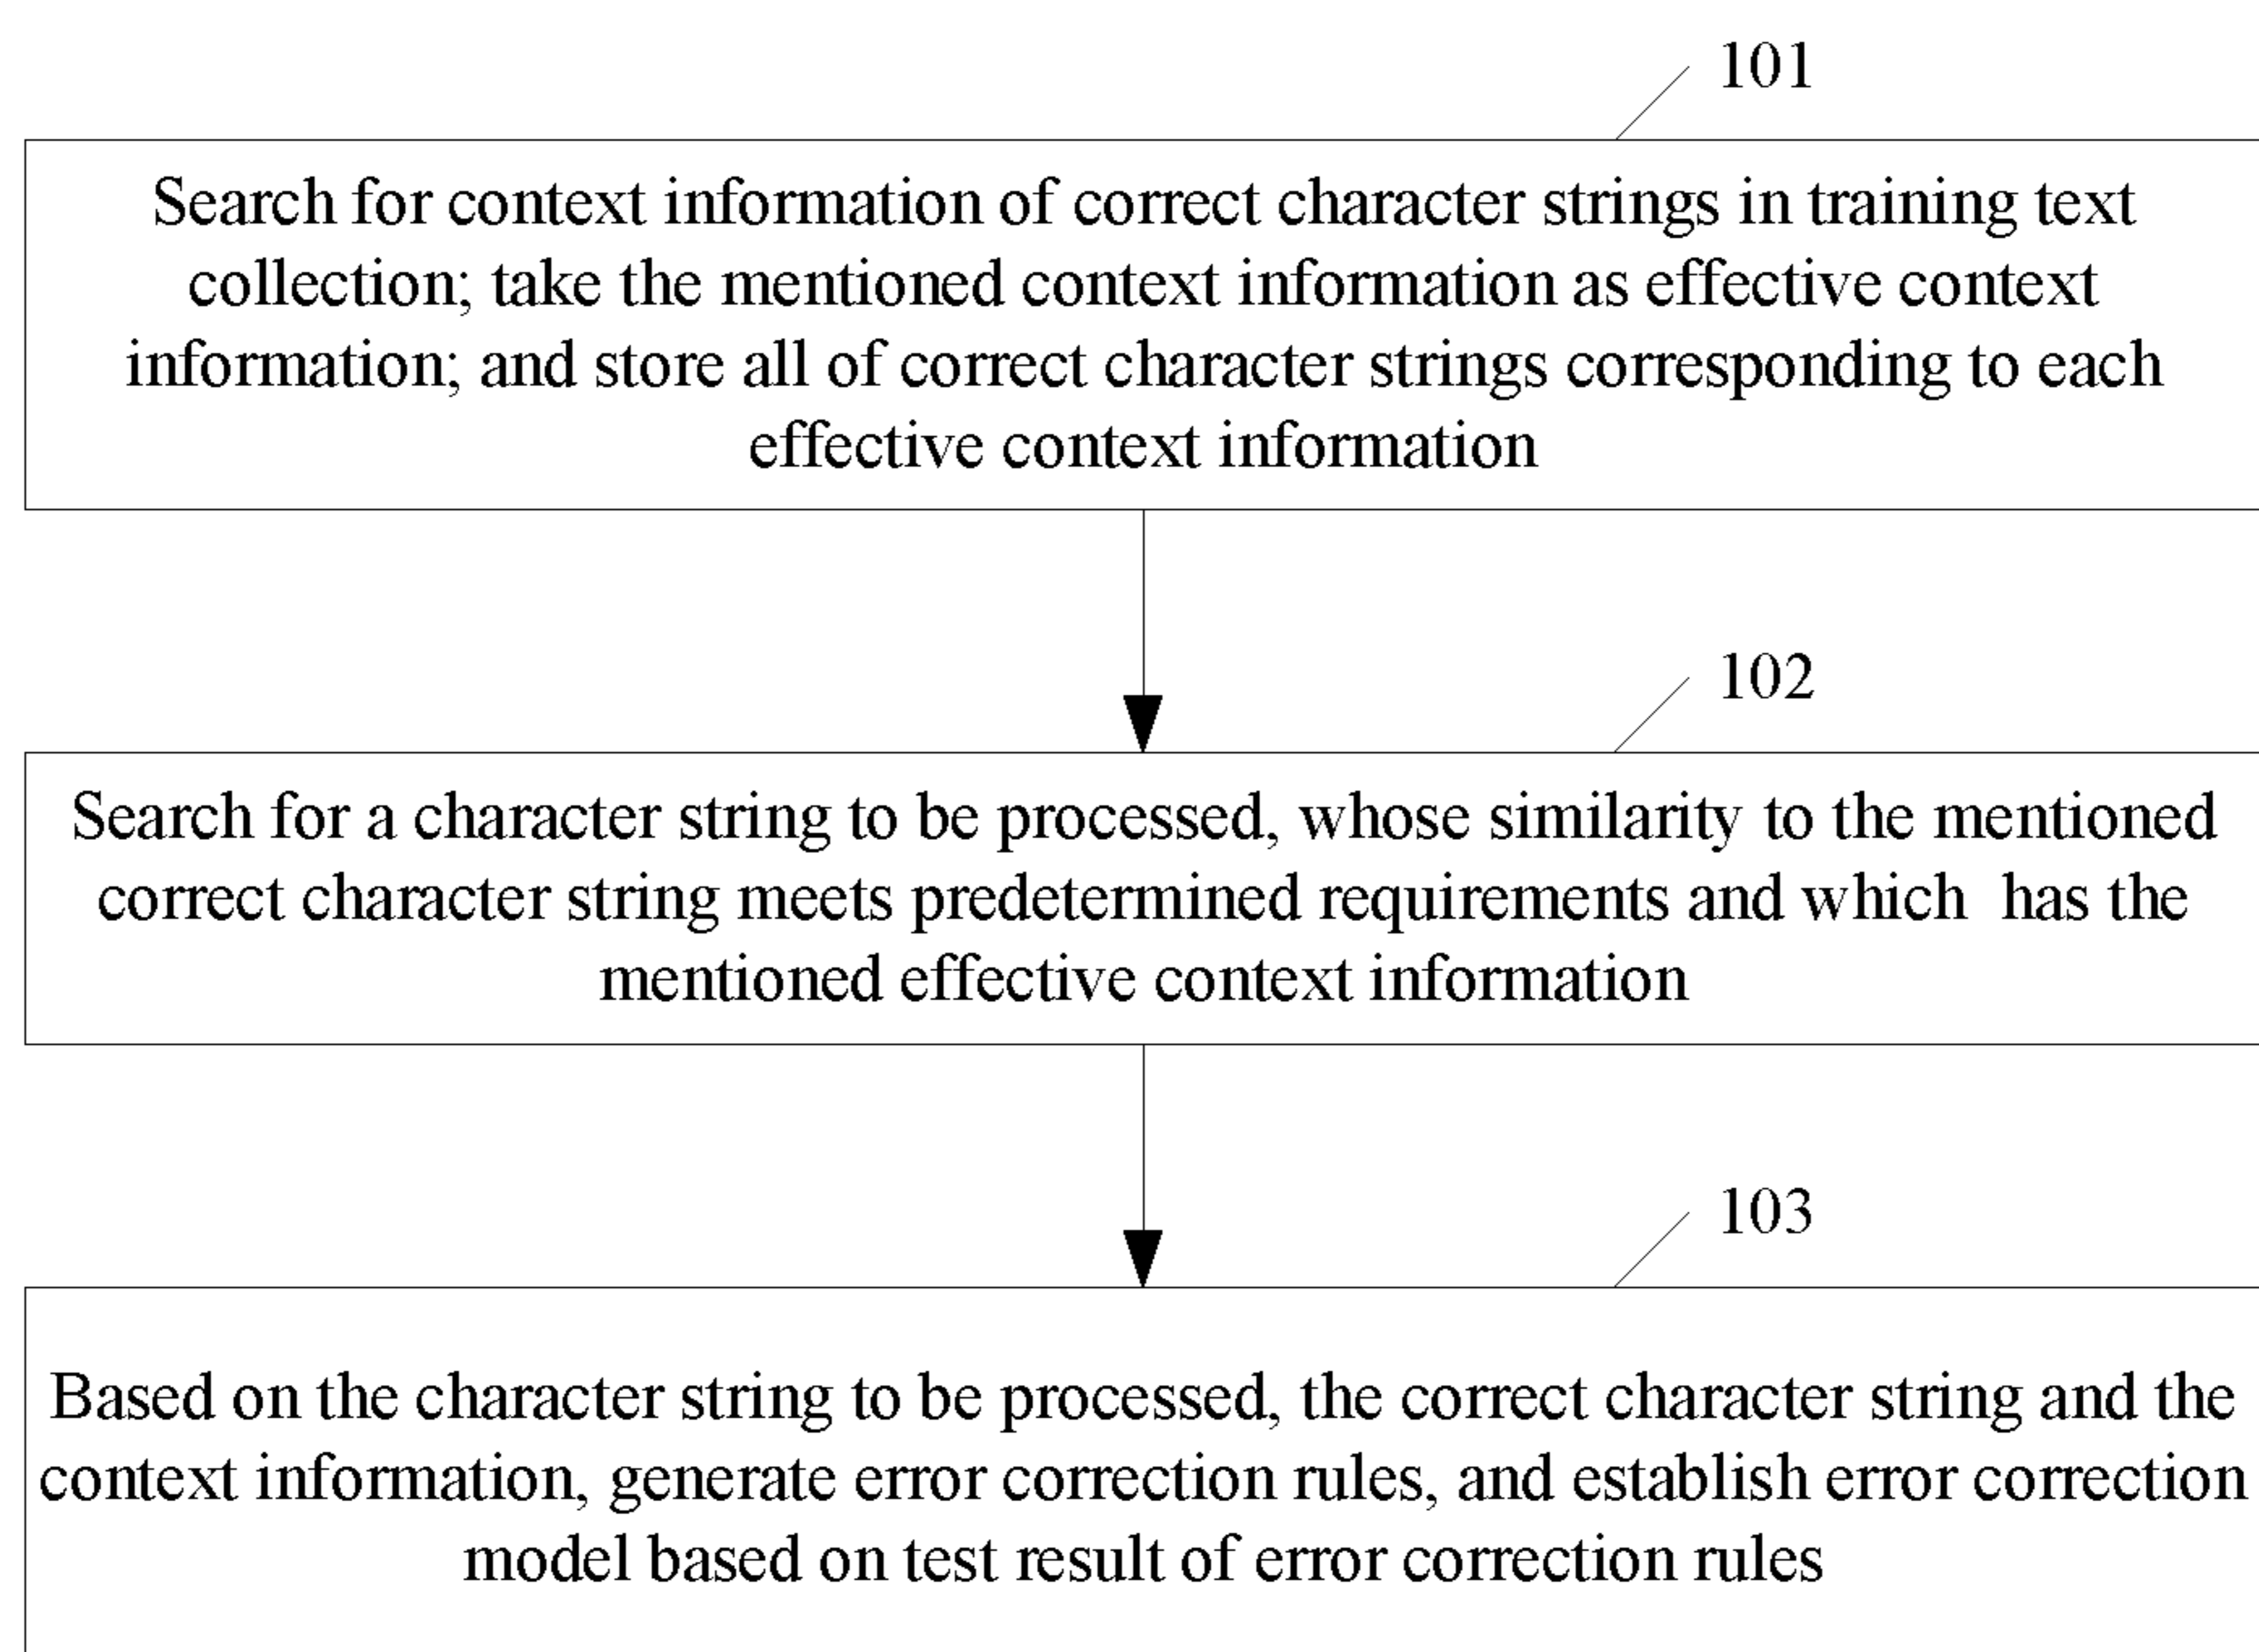 101
Search for context information of correct character strings in training text
collection; take the mentioned context information as effective context
information; and store all of correct character strings corresponding to each
effective context information
102
Search for a character string to be processed, whose similarity to the mentioned
correct character string meets predetermined requirements and which has the
mentioned effective context information
103
Based on the character string to be processed, the correct character string and the
context information, generate error correction rules, and establish error correction
model based on test result of error correction rules